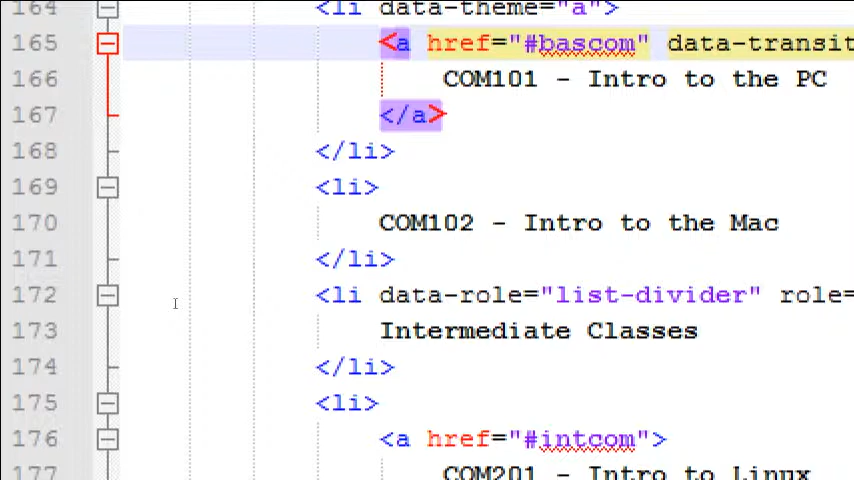 164 <li data-theme="a">
165 <a href="#bascom" data-transit
166 COM101 - Intro to the PC
167 </a>
168 </li>
169 <li>
170 COM102 - Intro to the Mac
171 </li>
172 <li data-role="list-divider" role=
173 Intermediate Classes
174 </li>
175 <li>
176 <a href="#intcom">
177 COM201 - Intro to Linux